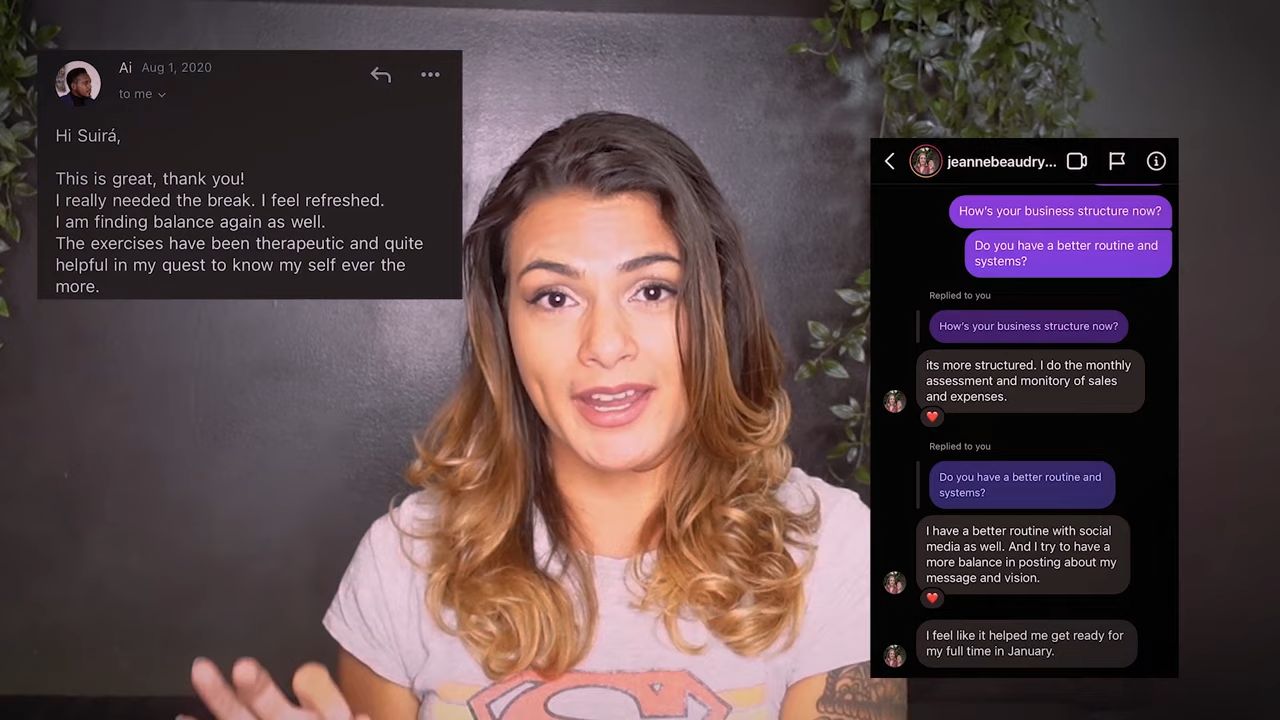 Ai Aug 1, 2020
to me
Hi Suirá,
This is great, thank you!
I really needed the break. I feel refreshed.
I am finding balance again as well.
The exercises have been therapeutic and quite
helpful in my quest to know my self ever the
more.
jeannebeaudry...
How's your business structure now?
Do you have a better routine and
systems?
Replied to you
How's your business structure now?
its more structured. I do the monthly
assessment and monitory of sales
and expenses.
Replied to you
Do you have a better routine and
systems?
I have a better routine with social
media as well. And I try to have a
more balance in posting about my
message and vision.
I feel like it helped me get ready for
my full time in January.